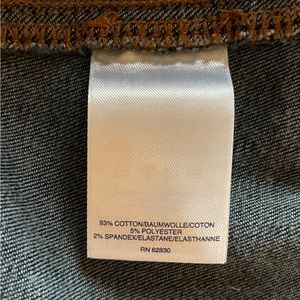 93% COTTON/BAUMWOLLE/COTON
5% POLYESTER
2% SPANDEX/ELASTANE/ELASTHANNE
RN 62830